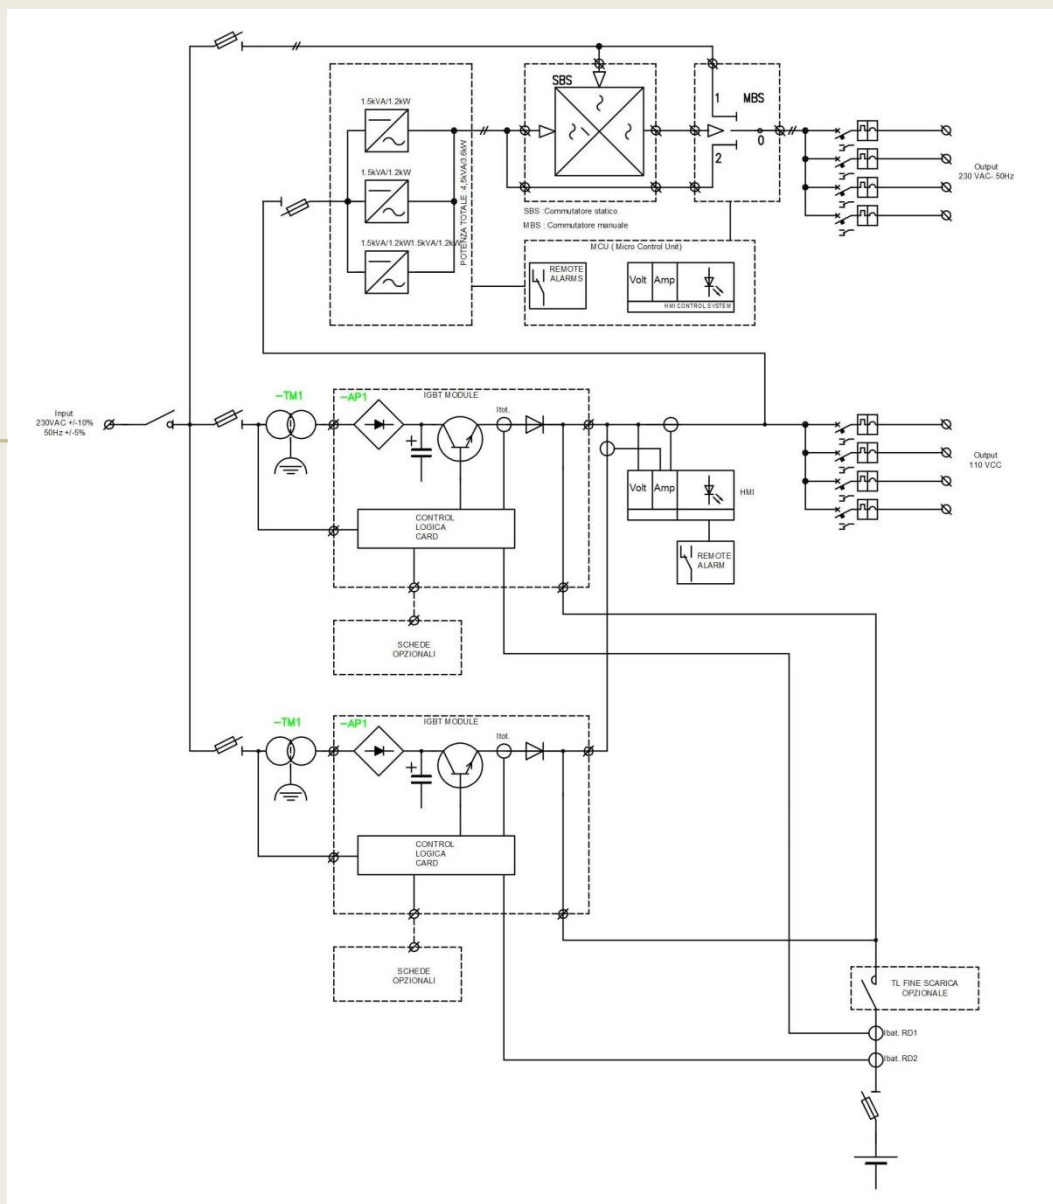 1.5kVA/1.2kW
1.5kVA/1.2kW
1.5kVA/1.2kW1.5kVA/1.2kW
POTENZA TOTALE :4,5kVA/3.6kW
SBS
1
MBS
2
0
Output
230 VAC- 50Hz
SBS :Commutatore statico
MBS : Commutatore manuale
MCU ( Micro Control Unit)
REMOTE
ALARMS
Volt Amp
HMI CONTROL SYSTEM
Input
230VAC +/-10%
50Hz +/-5%
-TM1
-AP1
IGBT MODULE
Itot.
+
CONTROL
LOGICA
CARD
SCHEDE
OPZIONALI
Volt Amp
HMI
REMOTE
ALARM
Output
110 VCC
-TM1
-AP1
IGBT MODULE
Itot.
+
CONTROL
LOGICA
CARD
SCHEDE
OPZIONALI
TL FINE SCARICA
OPZIONALE
Ibat. RD1
Ibat. RD2